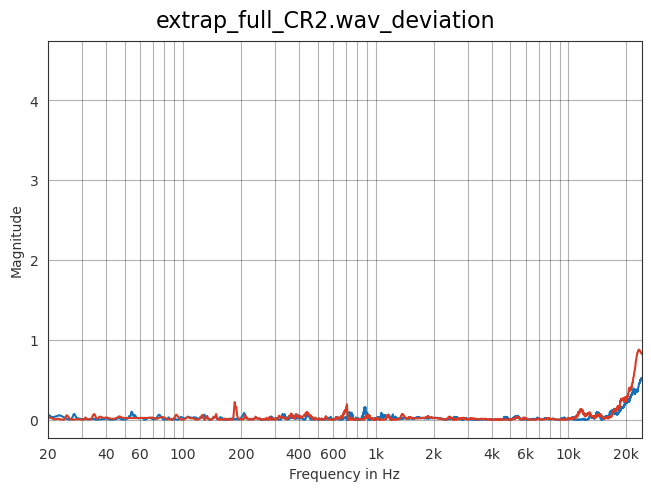 extrap_full_CR2.wav_deviation
4
3
2
1
0
Magnitude
20 40 60 100 200 400 600 1k 2k 4k 6k 10k 20k
Frequency in Hz